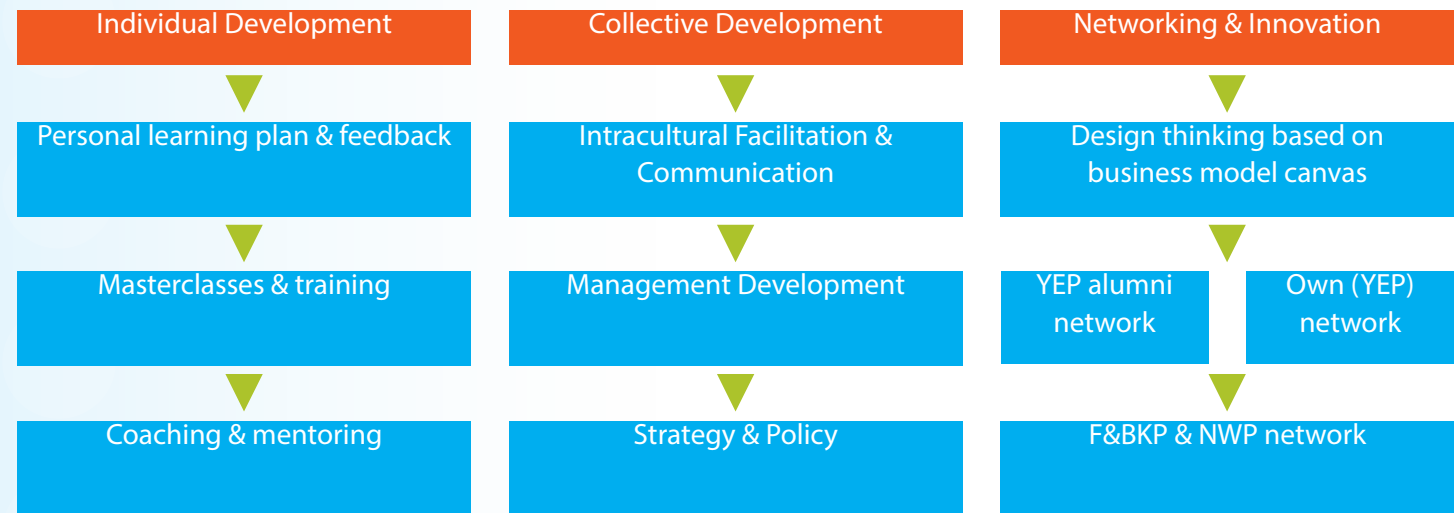 Individual Development
Collective Development
Networking & Innovation
Personal learning plan & feedback
Intracultural Facilitation &
Communication
Design thinking based on
business model canvas
Masterclasses & training
Management Development
YEP alumni
network
Own (YEP)
network
Coaching & mentoring
Strategy & Policy
F&BKP & NWP network